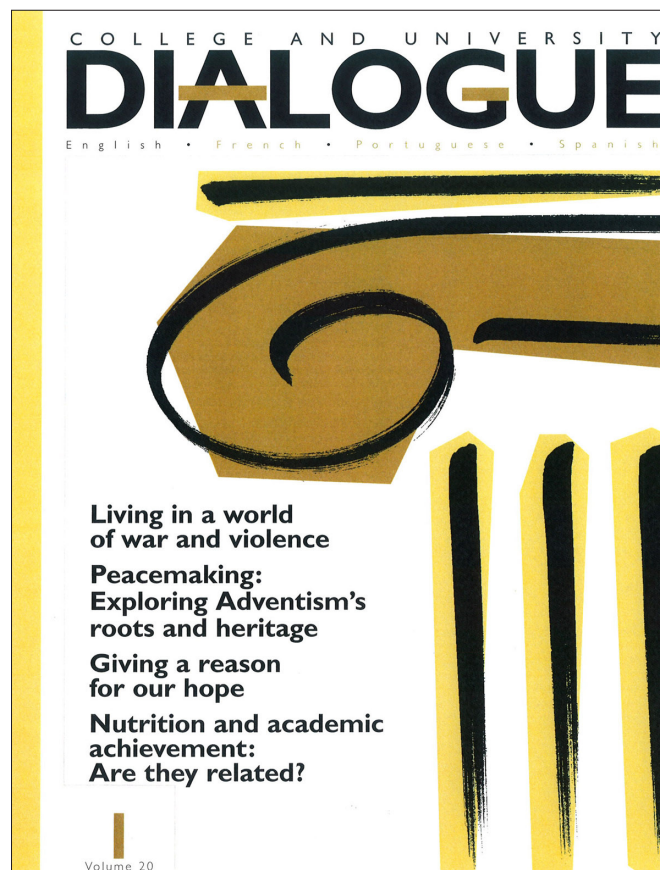 COLLEGE AND UNIVERSITY
DIALOGUE
English • French • Portuguese • Spanish
Living in a world
of war and violence
Peacemaking:
Exploring Adventism's
roots and heritage
Giving a reason
for our hope
Nutrition and academic
achievement:
Are they related?
1
Volume 20